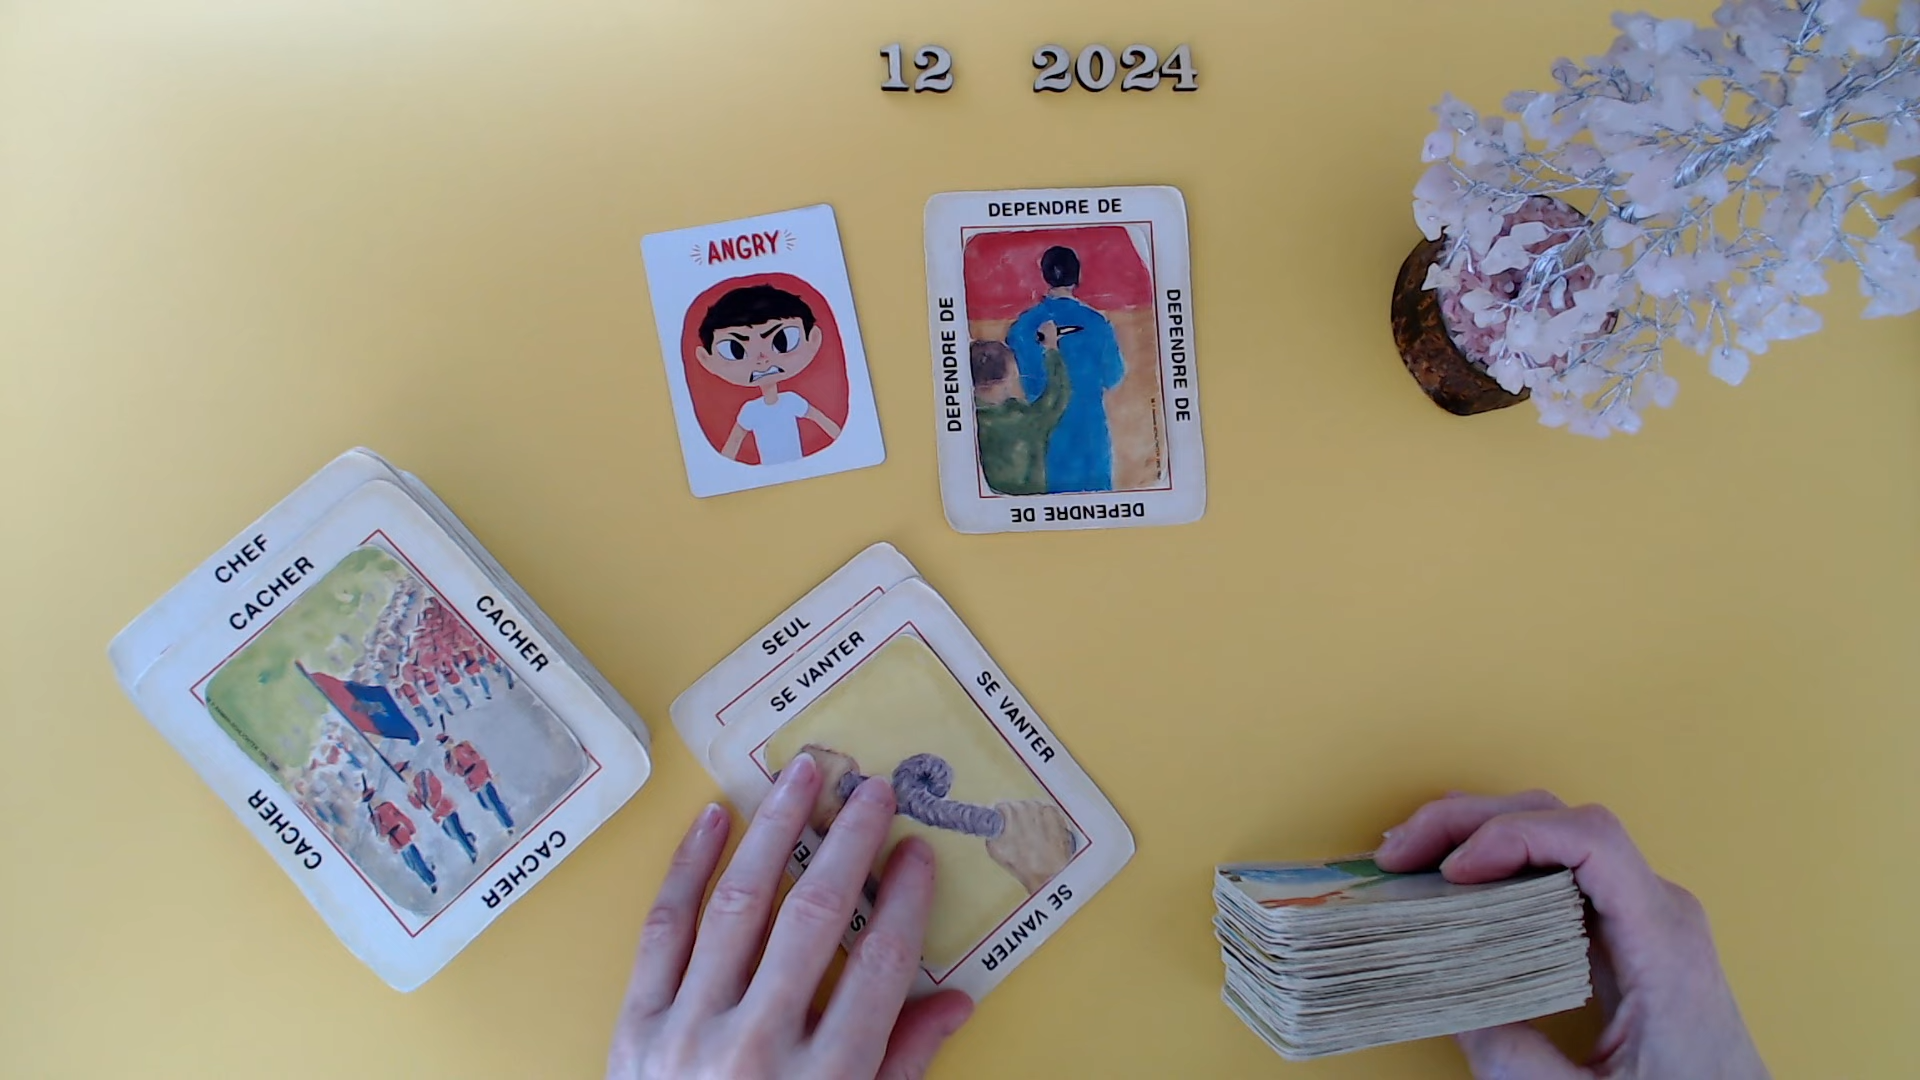 12 2024
ANGRY
DEPENDRE DE
DEPENDRE DE
DEPENDRE DE
DEPENDRE DE
CHEF
CACHER
CACHER
CACHER
CACHER
SEUL
SE VANTER
SE VANTER
SE VANTER